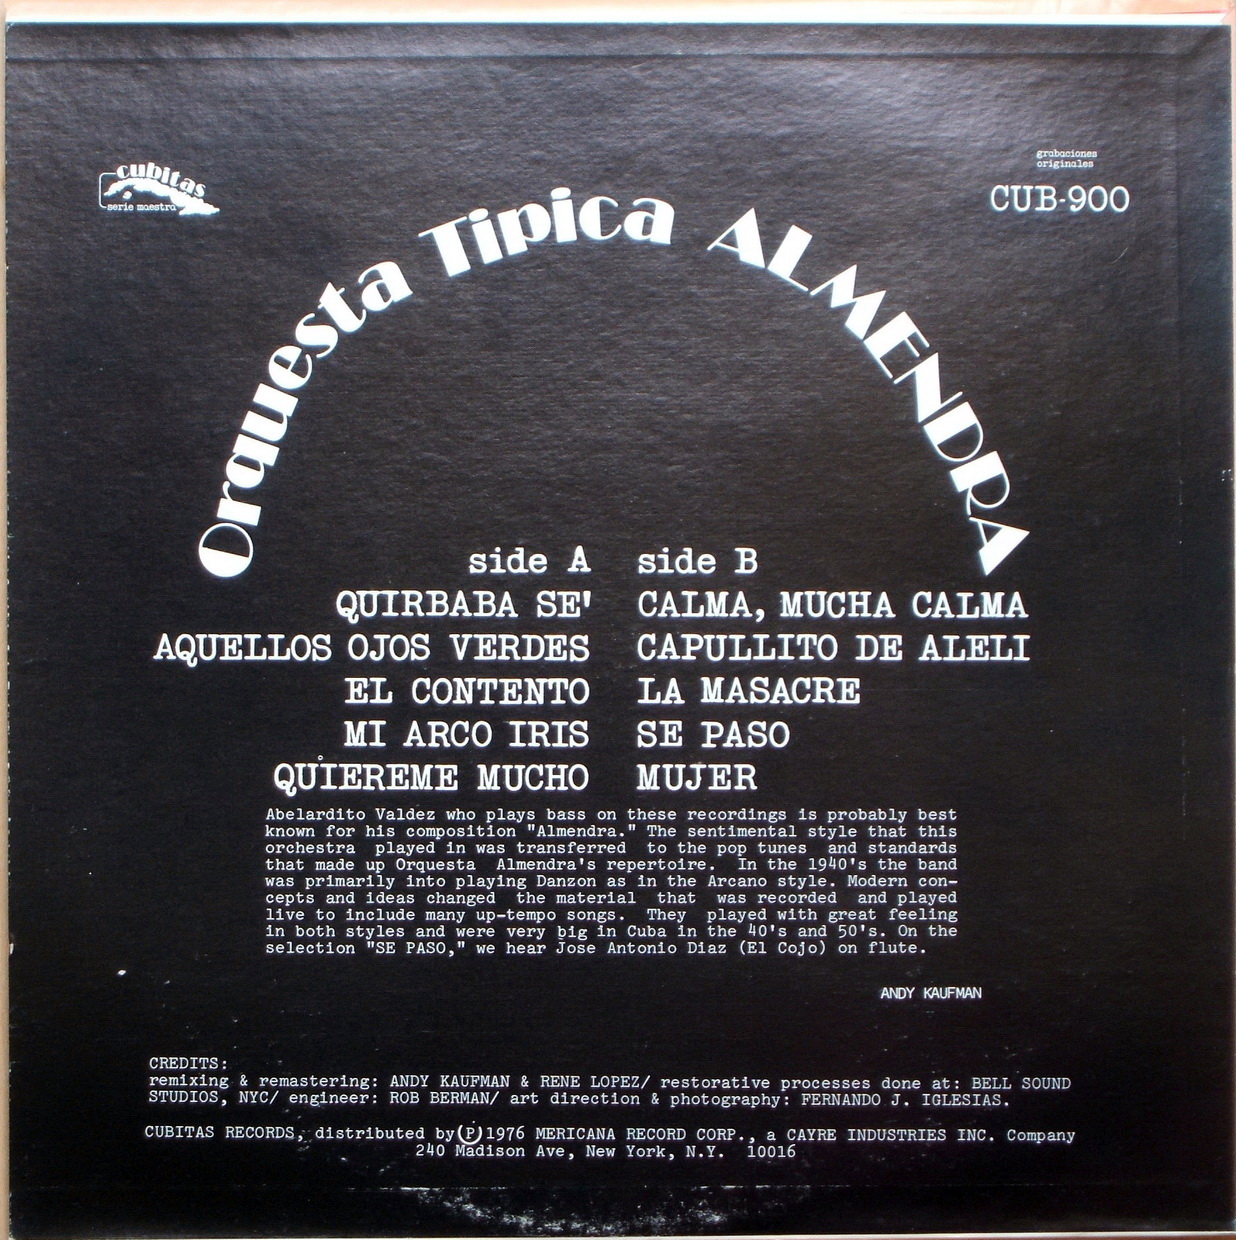 cubitas
serie maestra
grabaciones
originales
CUB-900
Orquesta Tipica ALMENDRA
side A
QUIRBABA SE'
AQUELLOS OJOS VERDES
EL CONTENTO
MI ARCO IRIS
QUIEREME MUCHO
side B
CALMA, MUCHA CALMA
CAPULLITO DE ALELI
LA MASACRE
SE PASO
MUJER
Abelardito Valdez who plays bass on these recordings is probably best
known for his composition "Almendra." The sentimental style that this
orchestra played in was transferred to the pop tunes and standards
that made up Orquesta Almendra's repertoire. In the 1940's the band
was primarily into playing Danzon as in the Arcano style. Modern con-
cepts and ideas changed the material that was recorded and played
live to include many up-tempo songs. They played with great feeling
in both styles and were very big in Cuba in the 40's and 50's. On the
selection "SE PASO," we hear Jose Antonio Diaz (El Cojo) on flute.
ANDY KAUFMAN
CREDITS:
remixing & remastering: ANDY KAUFMAN & RENE LOPEZ/ restorative processes done at: BELL SOUND
STUDIOS, NYC/ engineer: ROB BERMAN/ art direction & photography: FERNANDO J. IGLESIAS.
CUBITAS RECORDS, distributed by Ⓟ 1976 MERICANA RECORD CORP., a CAYRE INDUSTRIES INC. Company
240 Madison Ave, New York, N.Y. 10016